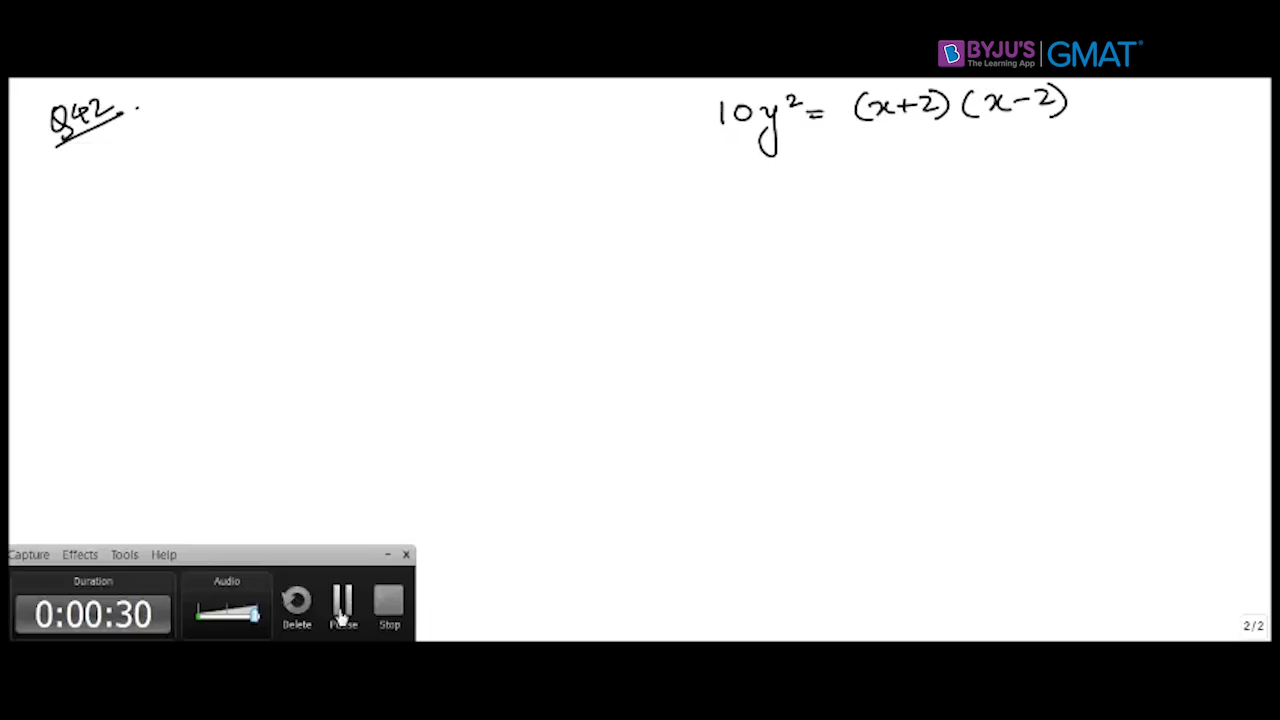 BYJU'S
The Learning App
GMAT
Q42.
10y² = (x+2)(x-2)
Capture Effects Tools Help
Duration
Audio
0:00:30
Delete
Pause
Stop
2/2